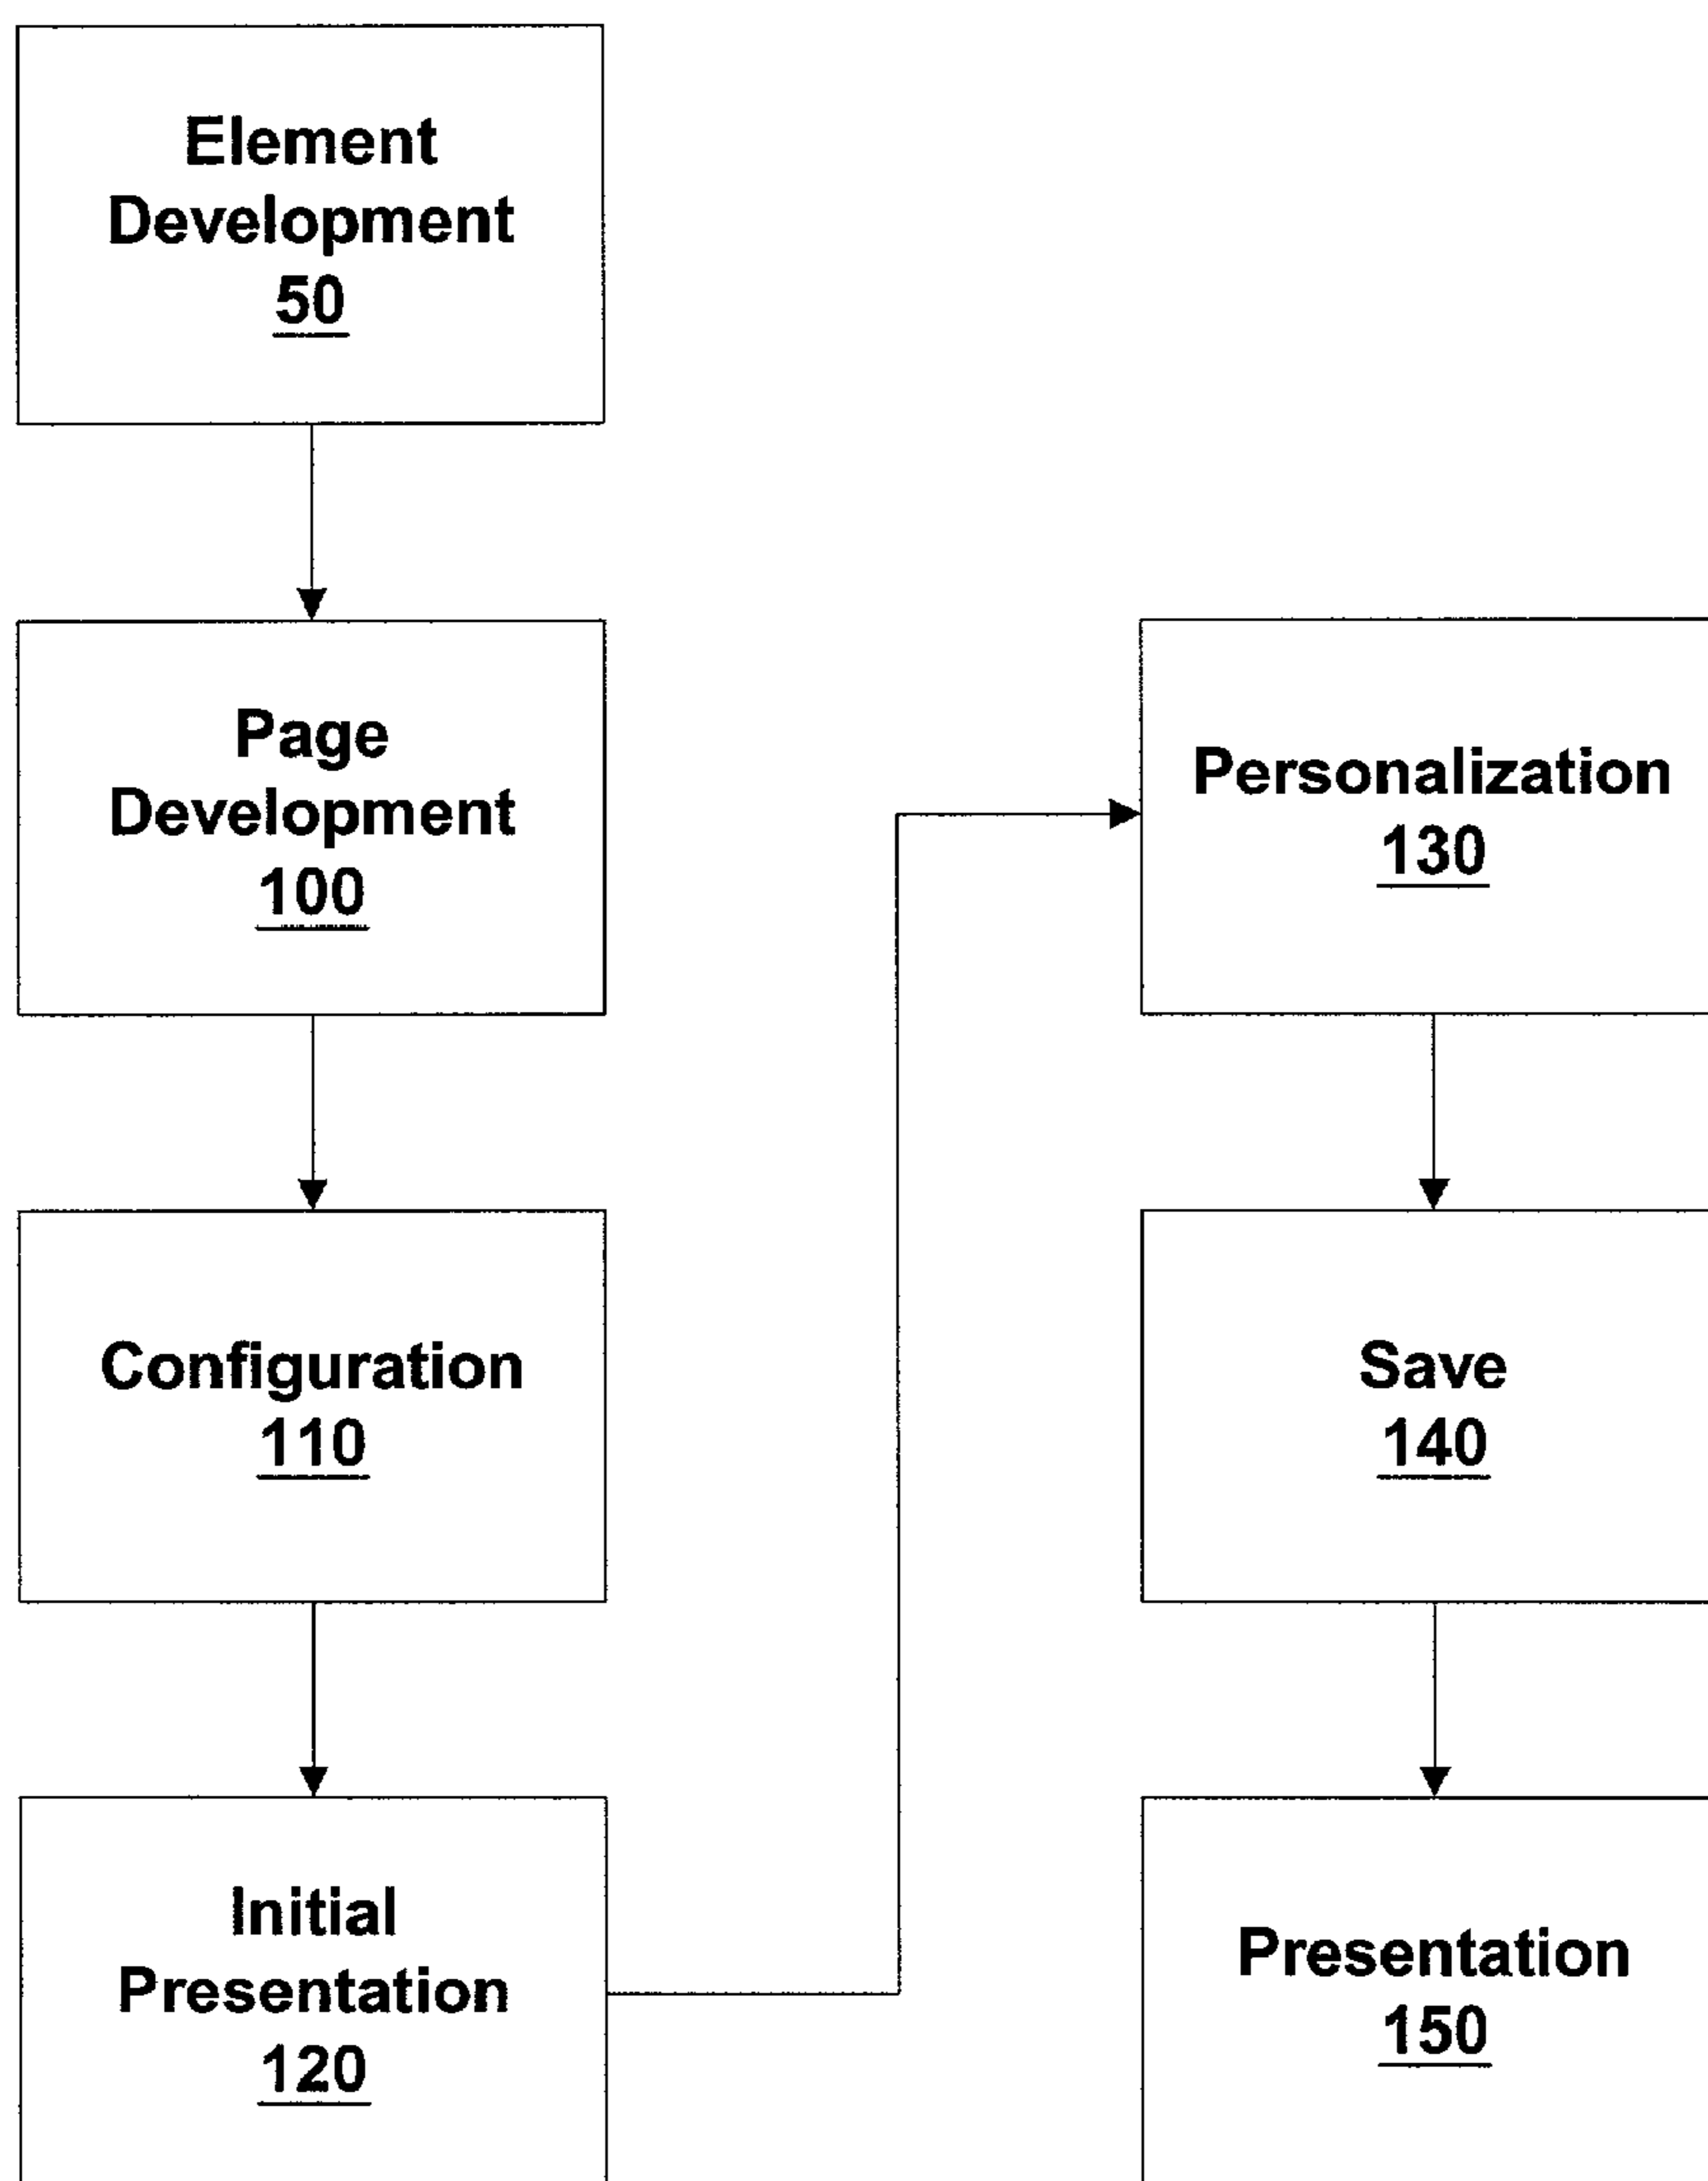 Element
Development
50
Page
Development
100
Configuration
110
Initial
Presentation
120
Personalization
130
Save
140
Presentation
150